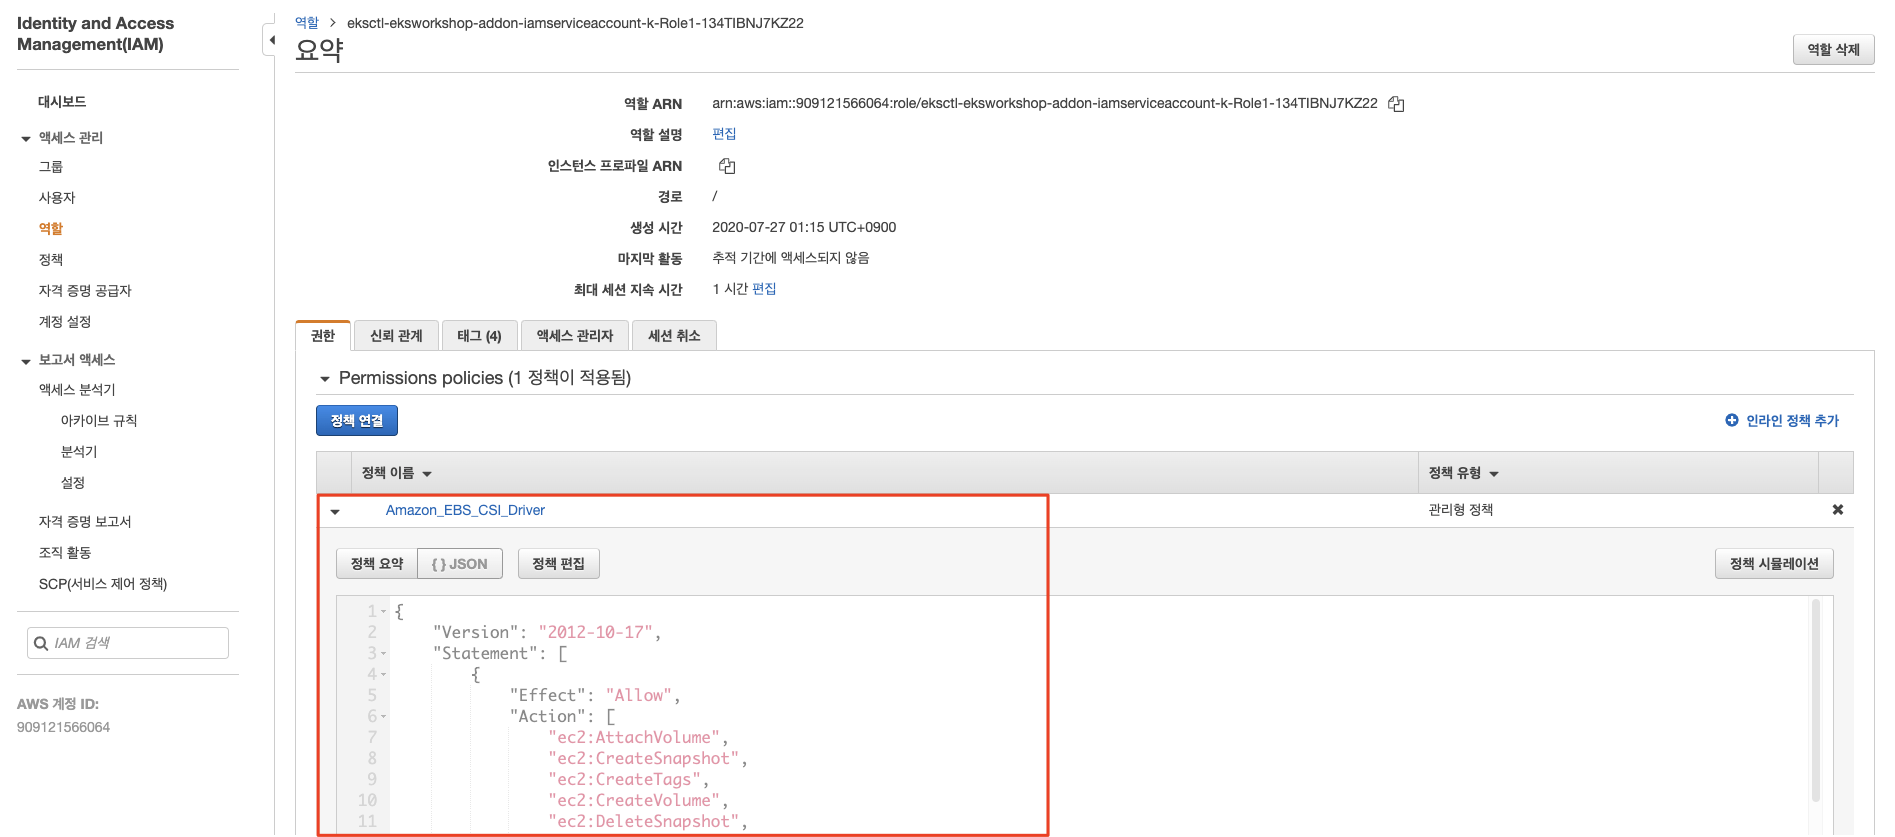 Identity and Access
Management(IAM)
대시보드
액세스 관리
그룹
사용자
역할
정책
자격 증명 공급자
계정 설정
보고서 액세스
액세스 분석기
아카이브 규칙
분석기
설정
자격 증명 보고서
조직 활동
SCP(서비스 제어 정책)
IAM 검색
AWS 계정 ID:
909121566064
역할 > eksctl-eksworkshop-addon-iamserviceaccount-k-Role1-134TIBNJ7KZ22
요약
역할 삭제
역할 ARN arn:aws:iam::909121566064:role/eksctl-eksworkshop-addon-iamserviceaccount-k-Role1-134TIBNJ7KZ22
역할 설명 편집
인스턴스 프로파일 ARN
경로 /
생성 시간 2020-07-27 01:15 UTC+0900
마지막 활동 추적 기간에 액세스되지 않음
최대 세션 지속 시간 1 시간 편집
권한 신뢰 관계 태그 (4) 액세스 관리자 세션 취소
Permissions policies (1 정책이 적용됨)
정책 연결 인라인 정책 추가
정책 이름 정책 유형
Amazon_EBS_CSI_Driver 관리형 정책
정책 요약 { } JSON 정책 편집 정책 시뮬레이션
1 {
2 "Version": "2012-10-17",
3 "Statement": [
4 {
5 "Effect": "Allow",
6 "Action": [
7 "ec2:AttachVolume",
8 "ec2:CreateSnapshot",
9 "ec2:CreateTags",
10 "ec2:CreateVolume",
11 "ec2:DeleteSnapshot",